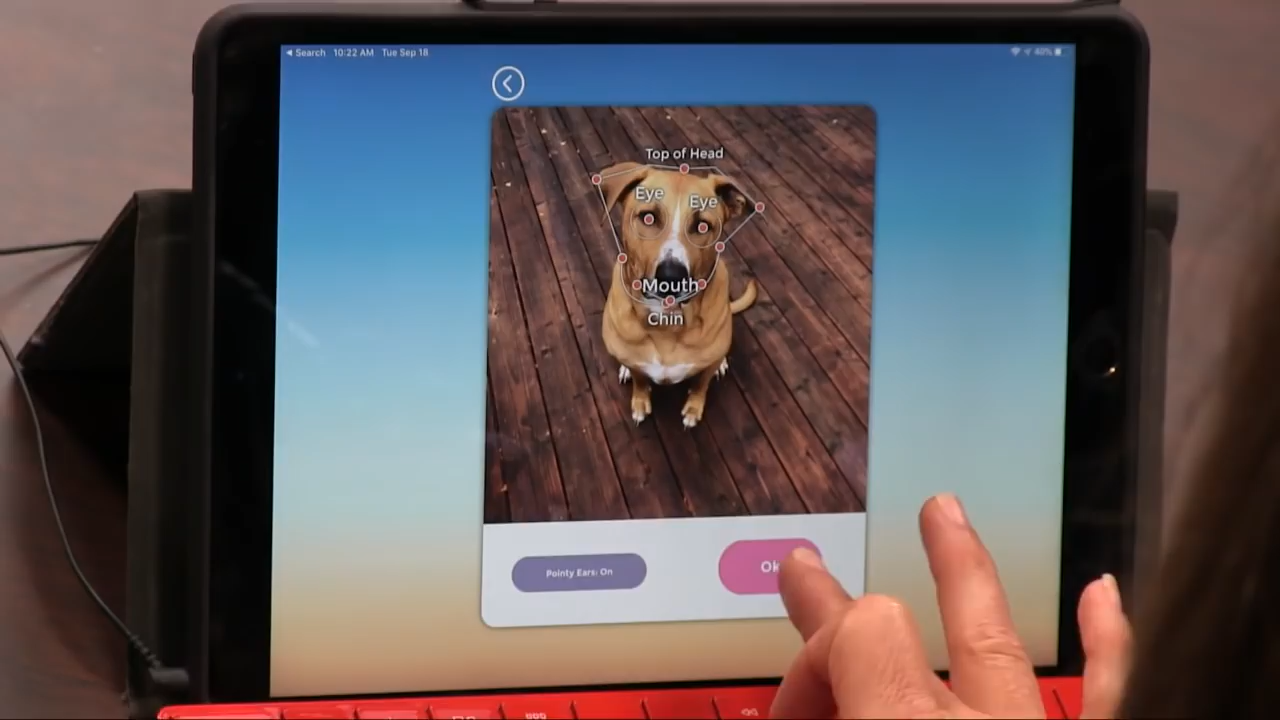 Search 10:22 AM Tue Sep 18
40%
Top of Head
Eye
Eye
Mouth
Chin
Pointy Ears: On
Ok